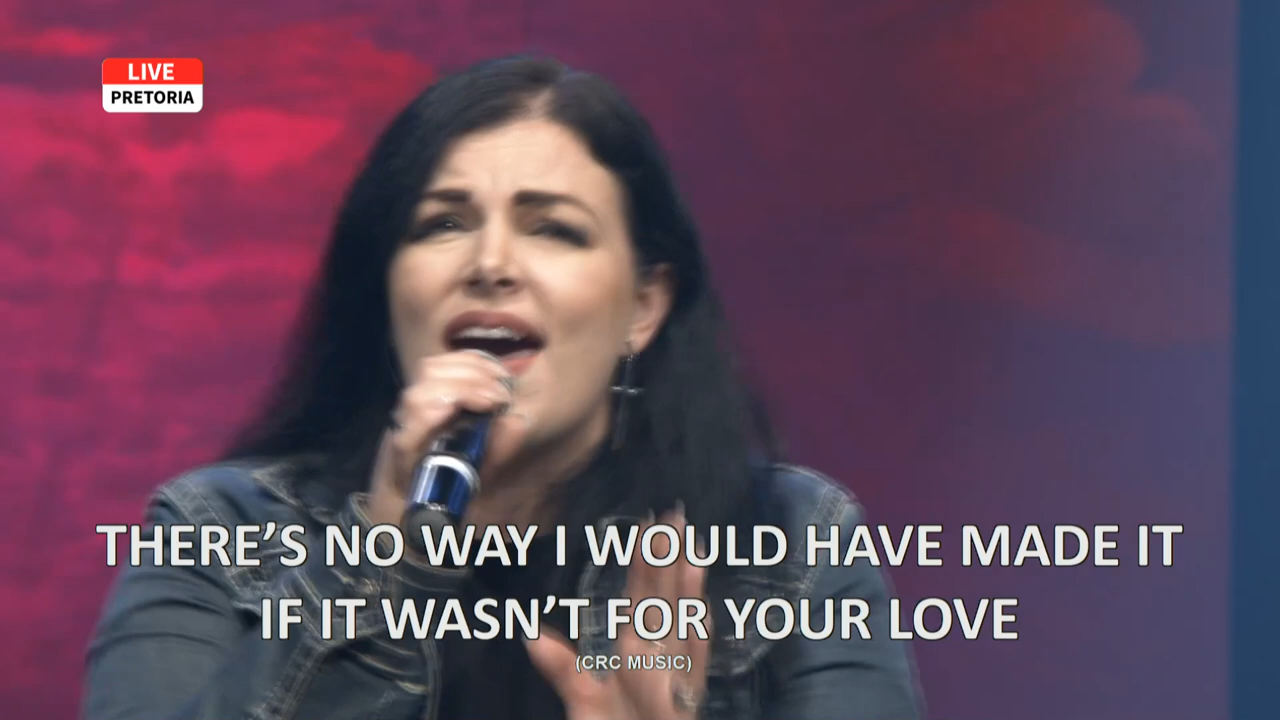 LIVE
PRETORIA
THERE’S NO WAY I WOULD HAVE MADE IT
IF IT WASN’T FOR YOUR LOVE
(CRC MUSIC)